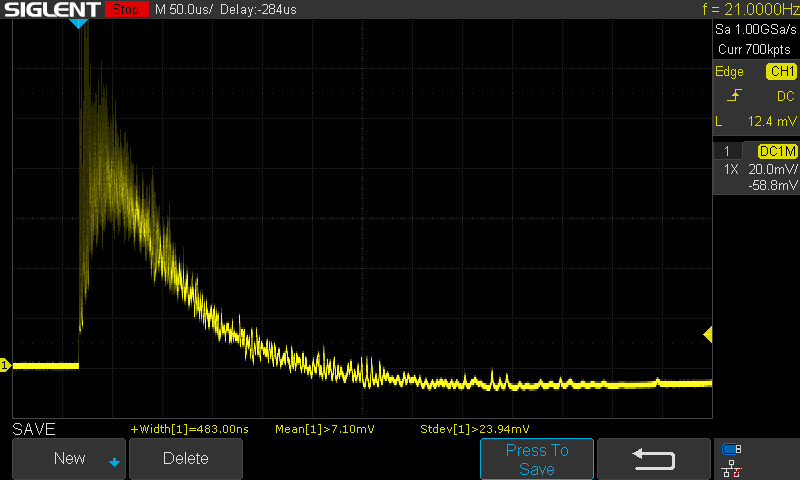 SIGLENT Stop M 50.0us/ Delay:-284us f = 21.0000Hz
Sa 1.00GSa/s
Curr 700kpts
Edge CH1
DC
L 12.4 mV
1 DC1M
1X 20.0mV/
-58.8mV
1
SAVE +Width[1]=483.00ns Mean[1]>7.10mV Stdev[1]>23.94mV
New Delete Press To
Save